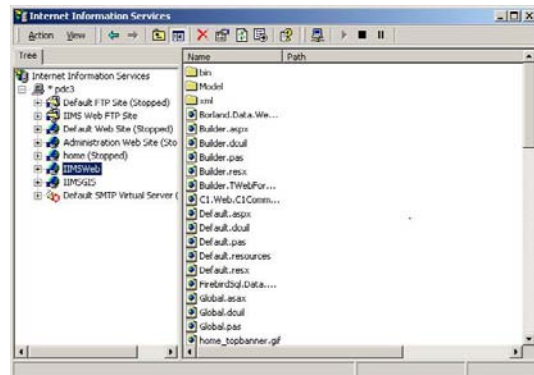 Internet Information Services
Action View
Tree
Internet Information Services
* pdc3
Default FTP Site (Stopped)
IIMS Web FTP Site
Default Web Site (Stopped)
Administration Web Site (Sto
home (Stopped)
IIMSWeb
IIMSGIS
Default SMTP Virtual Server (
Name Path
bin
Model
xml
Borland.Data.We...
Builder.aspx
Builder.dcuil
Builder.pas
Builder.resx
Builder.TWebFor...
C1.Web.C1Comm...
Default.aspx
Default.dcuil
Default.pas
Default.resources
Default.resx
FirebirdSql.Data....
Global.asax
Global.dcuil
Global.pas
home_topbanner.gif